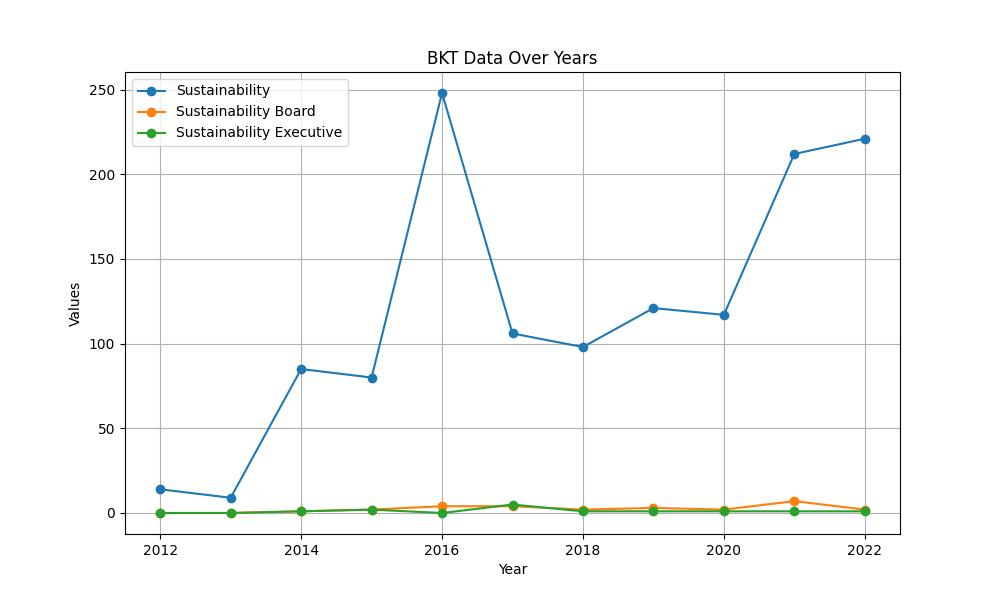 BKT Data Over Years
Sustainability
Sustainability Board
Sustainability Executive
250
200
150
100
50
0
Values
2012
2014
2016
2018
2020
2022
Year